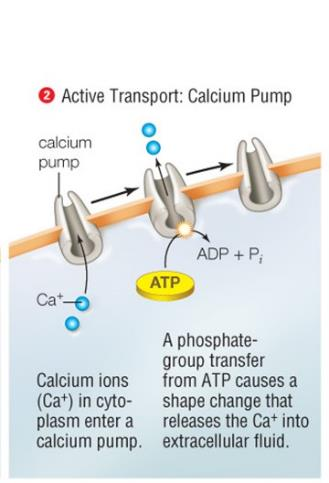 2 Active Transport: Calcium Pump
calcium
pump
ADP + Pi
ATP
Ca+
Calcium ions
(Ca+) in cyto-
plasm enter a
calcium pump.
A phosphate-
group transfer
from ATP causes a
shape change that
releases the Ca+ into
extracellular fluid.